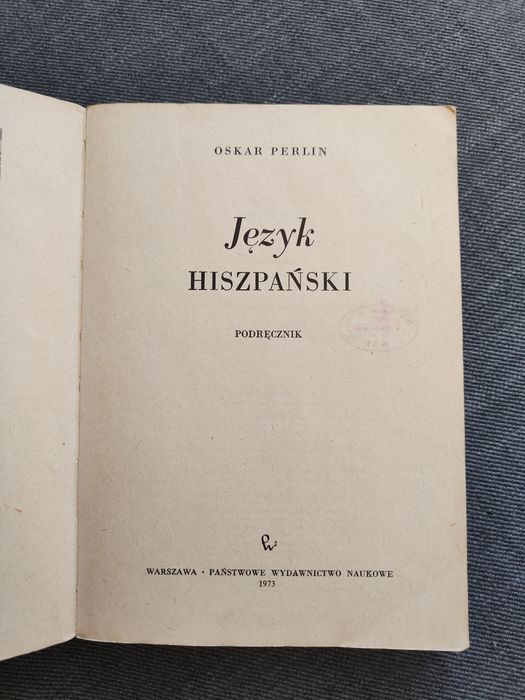 OSKAR PERLIN
Język
HISZPAŃSKI
PODRĘCZNIK
WARSZAWA · PAŃSTWOWE WYDAWNICTWO NAUKOWE
1973